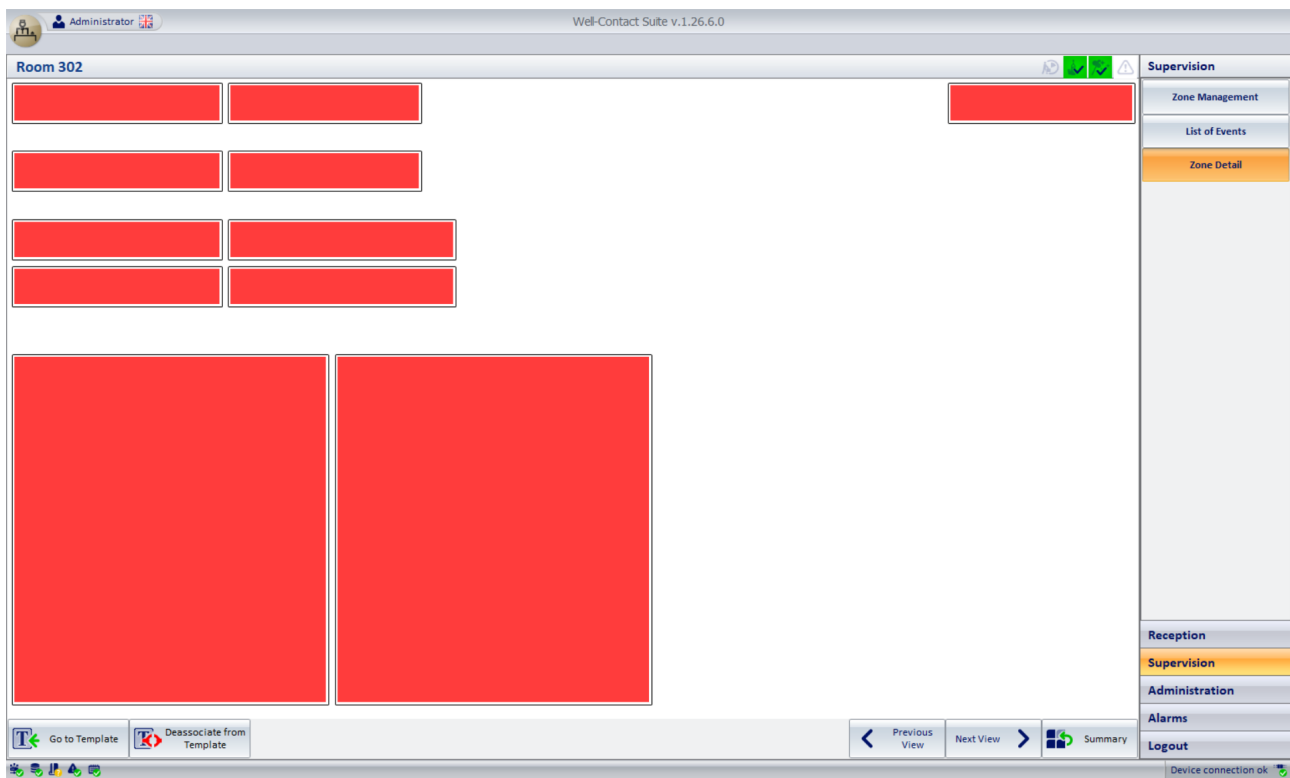 Administrator
Well-Contact Suite v.1.26.6.0
Room 302
Supervision
Zone Management
List of Events
Zone Detail
Reception
Supervision
Administration
Alarms
Logout
Go to Template
Deassociate from
Template
Previous
View
Next View
Summary
Device connection ok